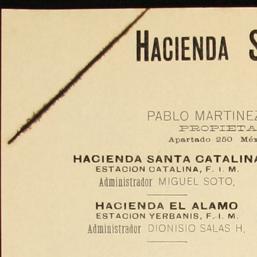 HACIENDA S
PABLO MARTINEZ
PROPIETA
Apartado 250 Méx
HACIENDA SANTA CATALINA
ESTACION CATALINA, F. I. M.
Administrador MIGUEL SOTO,
HACIENDA EL ALAMO
ESTACION YERBANIS, F. I. M.
Administrador DIONISIO SALAS H,